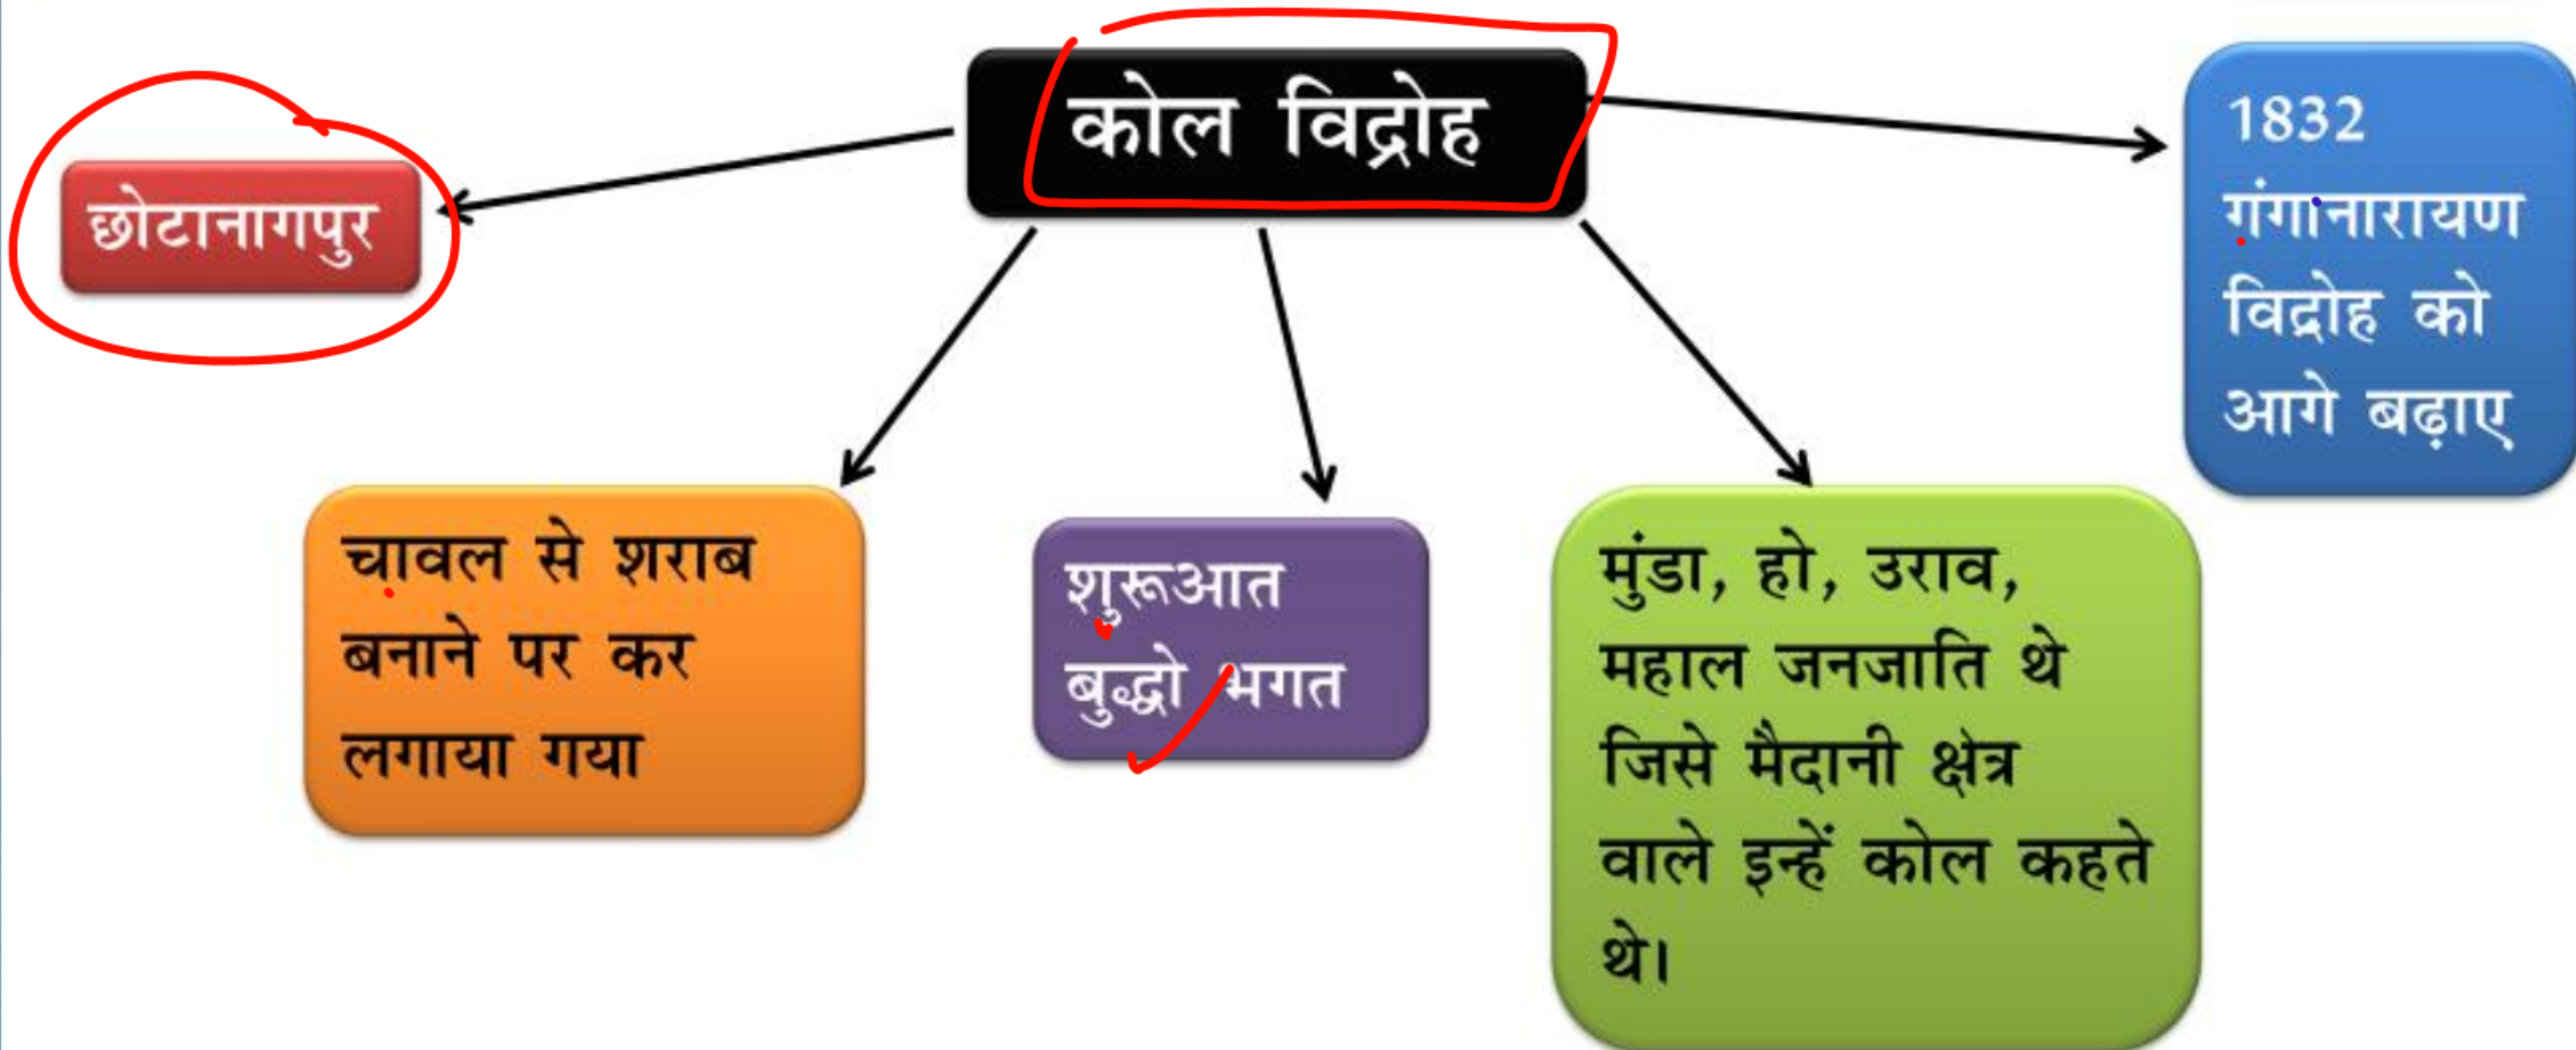 कोल विद्रोह
छोटानागपुर
1832
गंगानारायण
विद्रोह को
आगे बढ़ाए
चावल से शराब
बनाने पर कर
लगाया गया
शुरूआत
बुद्धो भगत
मुंडा, हो, उराव,
महाल जनजाति थे
जिसे मैदानी क्षेत्र
वाले इन्हें कोल कहते
थे।